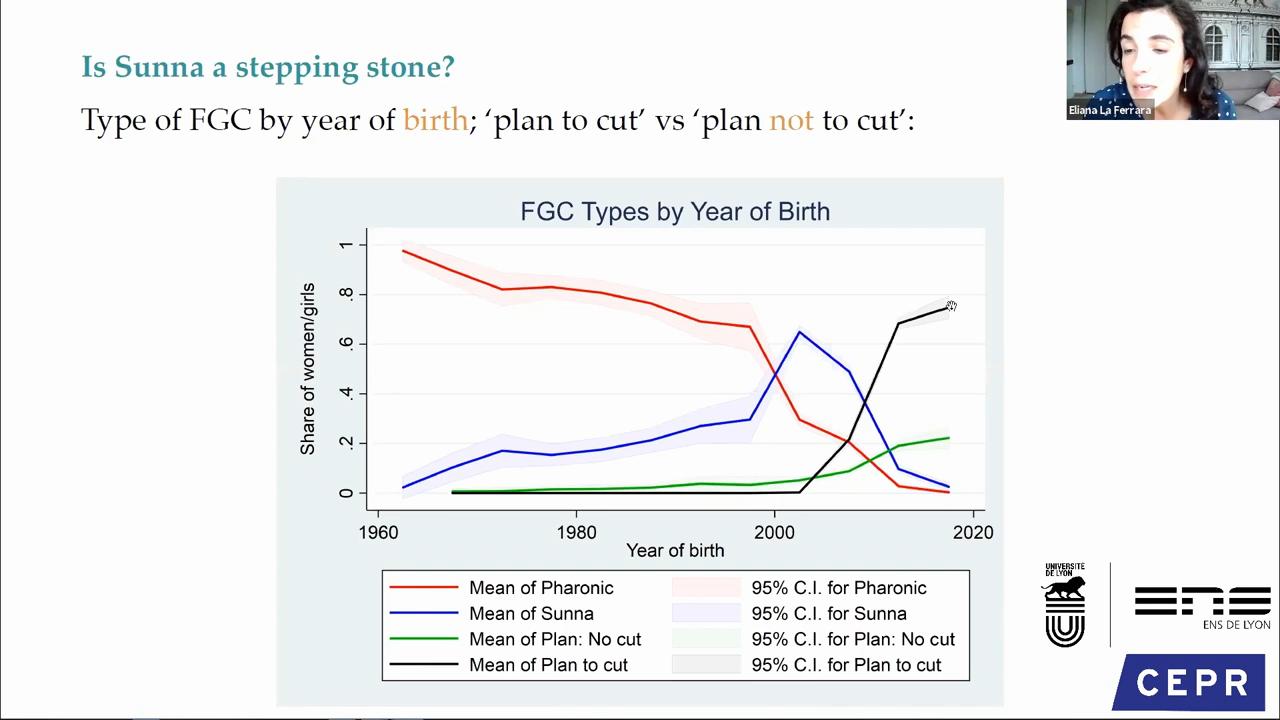 Is Sunna a stepping stone?
Type of FGC by year of birth; ‘plan to cut’ vs ‘plan not to cut’:
Eliana La Ferrara
FGC Types by Year of Birth
Share of women/girls
1
.8
.6
.4
.2
0
1960 1980 2000 2020
Year of birth
Mean of Pharonic 95% C.I. for Pharonic
Mean of Sunna 95% C.I. for Sunna
Mean of Plan: No cut 95% C.I. for Plan: No cut
Mean of Plan to cut 95% C.I. for Plan to cut
UNIVERSITE
DE LYON
ENS
ENS DE LYON
CEPR